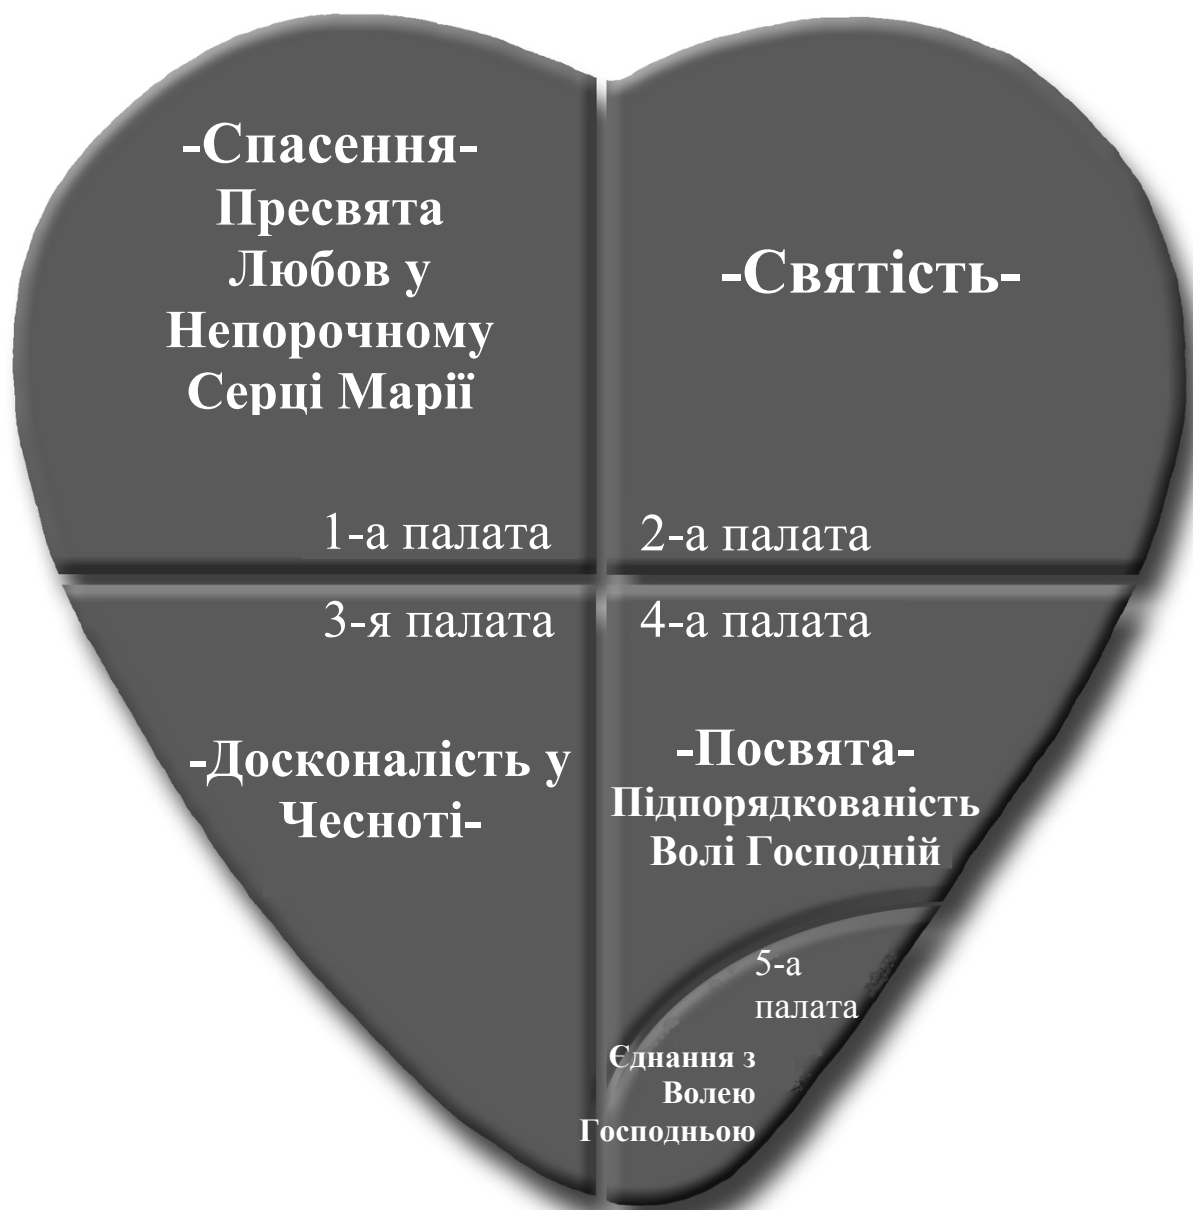 -Спасення-
Пресвята
Любов у
Непорочному
Серці Марії
1-а палата
-Святість-
2-а палата
3-я палата
-Досконалість у
Чесноті-
4-а палата
-Посвята-
Підпорядкованість
Волі Господній
5-а
палата
Єднання з
Волею
Господньою